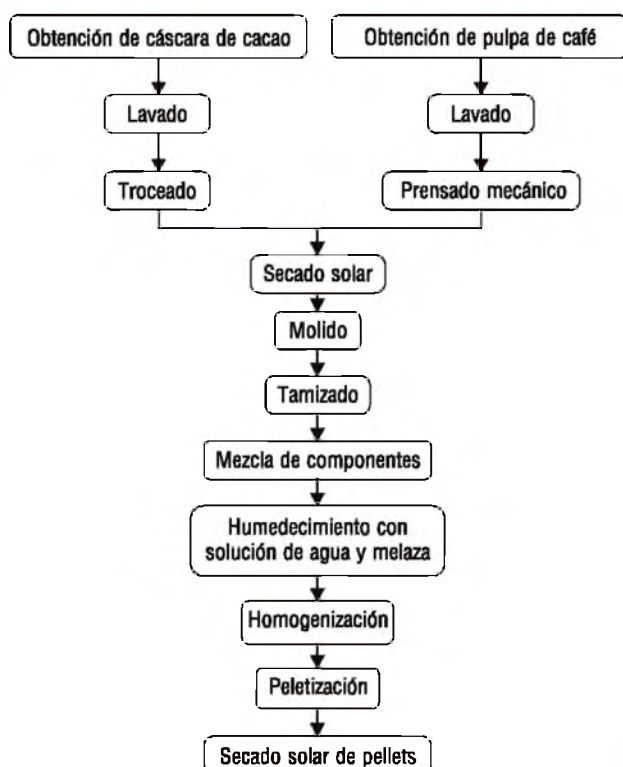 Obtención de cáscara de cacao
Obtención de pulpa de café
Lavado
Lavado
Troceado
Prensado mecánico
Secado solar
Molido
Tamizado
Mezcla de componentes
Humedecimiento con
solución de agua y melaza
Homogenización
Peletización
Secado solar de pellets